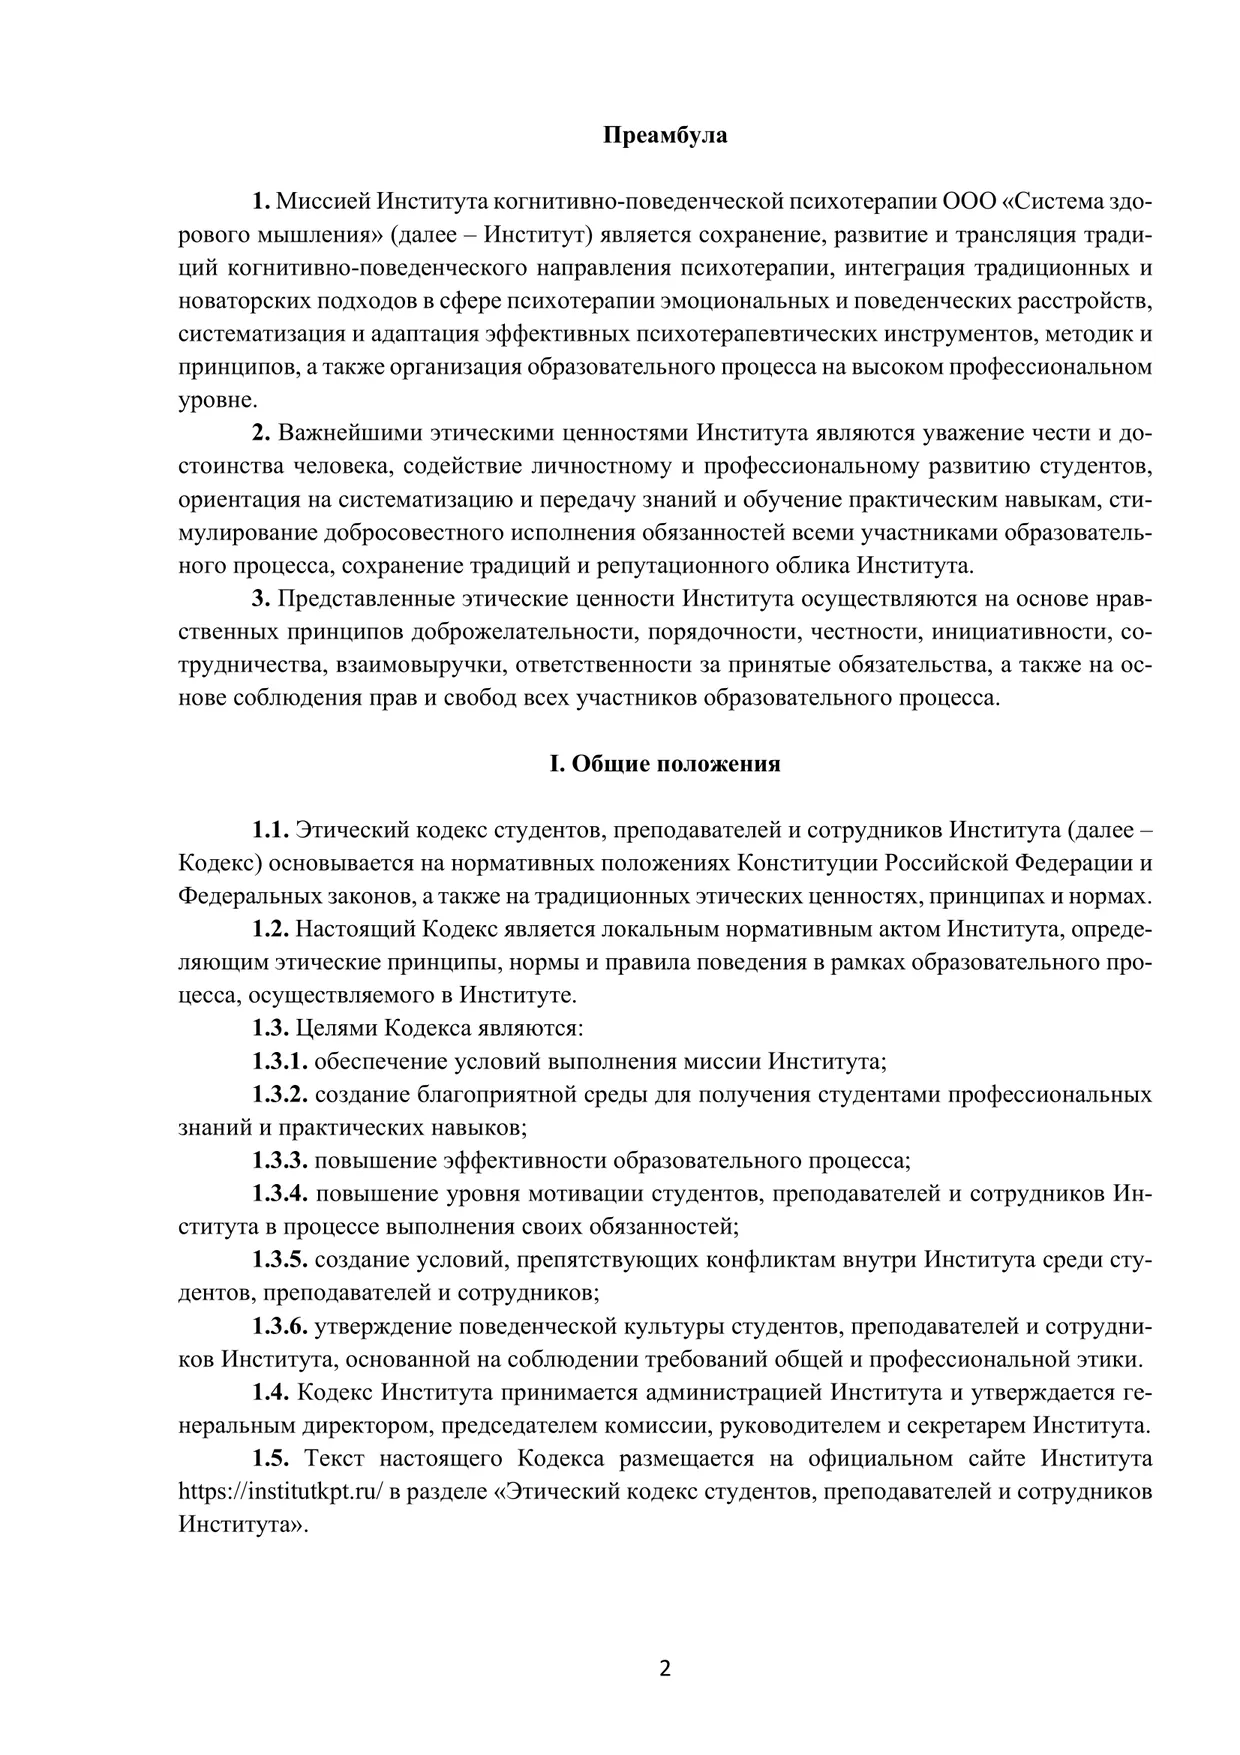 Преамбула
1. Миссией Института когнитивно-поведенческой психотерапии ООО «Система здо-
рового мышления» (далее – Институт) является сохранение, развитие и трансляция тради-
ций когнитивно-поведенческого направления психотерапии, интеграция традиционных и
новаторских подходов в сфере психотерапии эмоциональных и поведенческих расстройств,
систематизация и адаптация эффективных психотерапевтических инструментов, методик и
принципов, а также организация образовательного процесса на высоком профессиональном
уровне.
2. Важнейшими этическими ценностями Института являются уважение чести и до-
стоинства человека, содействие личностному и профессиональному развитию студентов,
ориентация на систематизацию и передачу знаний и обучение практическим навыкам, сти-
мулирование добросовестного исполнения обязанностей всеми участниками образователь-
ного процесса, сохранение традиций и репутационного облика Института.
3. Представленные этические ценности Института осуществляются на основе нрав-
ственных принципов доброжелательности, порядочности, честности, инициативности, со-
трудничества, взаимовыручки, ответственности за принятые обязательства, а также на ос-
нове соблюдения прав и свобод всех участников образовательного процесса.
I. Общие положения
1.1. Этический кодекс студентов, преподавателей и сотрудников Института (далее –
Кодекс) основывается на нормативных положениях Конституции Российской Федерации и
Федеральных законов, а также на традиционных этических ценностях, принципах и нормах.
1.2. Настоящий Кодекс является локальным нормативным актом Института, опреде-
ляющим этические принципы, нормы и правила поведения в рамках образовательного про-
цесса, осуществляемого в Институте.
1.3. Целями Кодекса являются:
1.3.1. обеспечение условий выполнения миссии Института;
1.3.2. создание благоприятной среды для получения студентами профессиональных
знаний и практических навыков;
1.3.3. повышение эффективности образовательного процесса;
1.3.4. повышение уровня мотивации студентов, преподавателей и сотрудников Ин-
ститута в процессе выполнения своих обязанностей;
1.3.5. создание условий, препятствующих конфликтам внутри Института среди сту-
дентов, преподавателей и сотрудников;
1.3.6. утверждение поведенческой культуры студентов, преподавателей и сотрудни-
ков Института, основанной на соблюдении требований общей и профессиональной этики.
1.4. Кодекс Института принимается администрацией Института и утверждается ге-
неральным директором, председателем комиссии, руководителем и секретарем Института.
1.5. Текст настоящего Кодекса размещается на официальном сайте Института
https://institutkpt.ru/ в разделе «Этический кодекс студентов, преподавателей и сотрудников
Института».
2